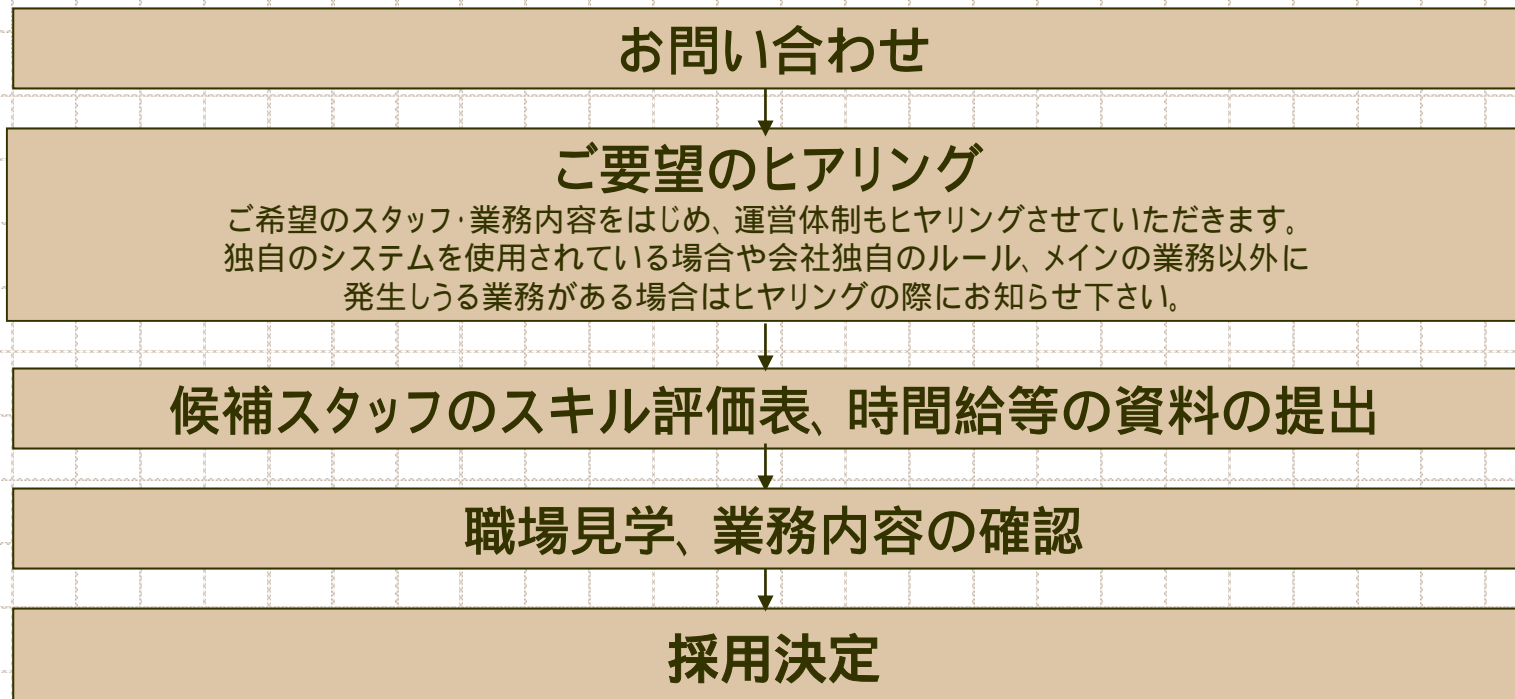 お問い合わせ
ご要望のヒアリング
ご希望のスタッフ・業務内容をはじめ、運営体制もヒヤリングさせていただきます。
独自のシステムを使用されている場合や会社独自のルール、メインの業務以外に
発生しうる業務がある場合はヒヤリングの際にお知らせ下さい。
候補スタッフのスキル評価表、時間給等の資料の提出
職場見学、業務内容の確認
採用決定